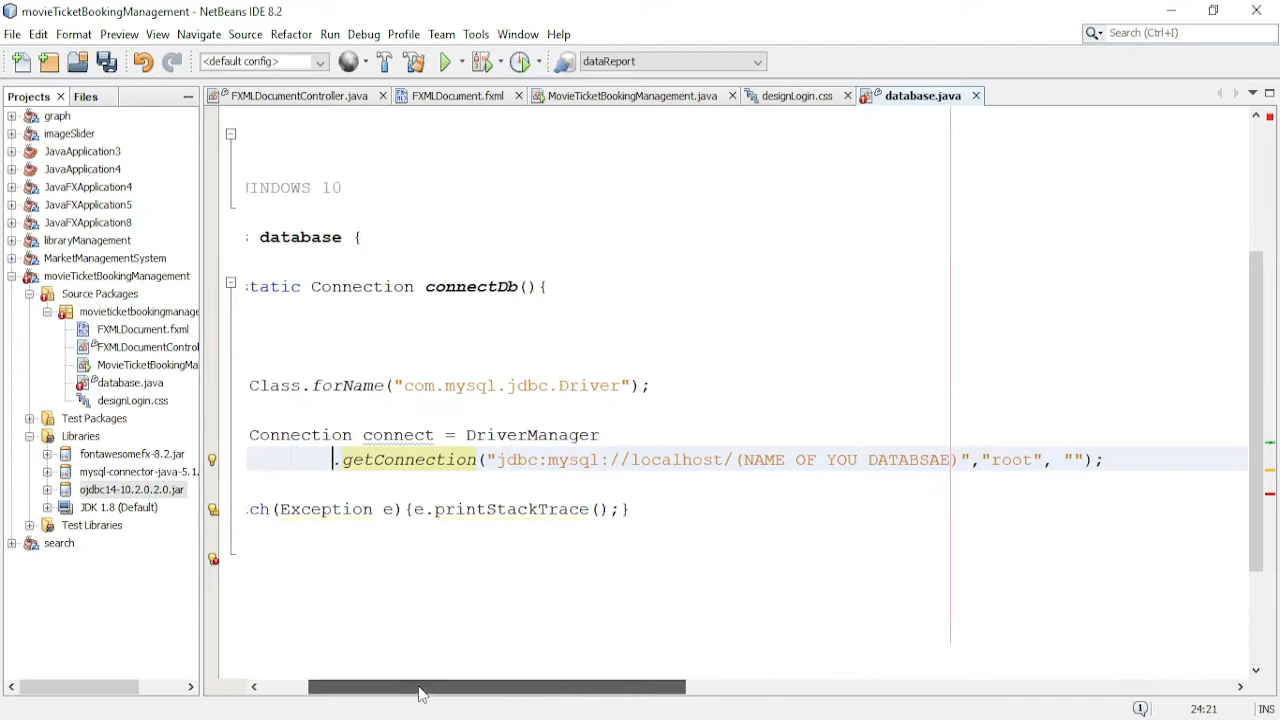 movieTicketBookingManagement - NetBeans IDE 8.2
File Edit Format Preview View Navigate Source Refactor Run Debug Profile Team Tools Window Help
Search (Ctrl+I)
<default config>
dataReport
Projects
Files
FXMLDocumentController.java
FXMLDocument.fxml
MovieTicketBookingManagement.java
designLogin.css
database.java
graph
imageSlider
JavaApplication3
JavaApplication4
JavaFXApplication4
JavaFXApplication5
JavaFXApplication8
libraryManagement
MarketManagementSystem
movieTicketBookingManagement
Source Packages
movieticketbookingmanage
FXMLDocument.fxml
FXMLDocumentControl
MovieTicketBookingMa
database.java
designLogin.css
Test Packages
Libraries
fontawesomefx-8.2.jar
mysql-connector-java-5.1.
ojdbc14-10.2.0.2.0.jar
JDK 1.8 (Default)
Test Libraries
search
WINDOWS 10
database {
tatic Connection connectDb(){
Class.forName("com.mysql.jdbc.Driver");
Connection connect = DriverManager
.getConnection("jdbc:mysql://localhost/(NAME OF YOU DATABSAE)","root", "");
ch(Exception e){e.printStackTrace();}
1
24:21
INS